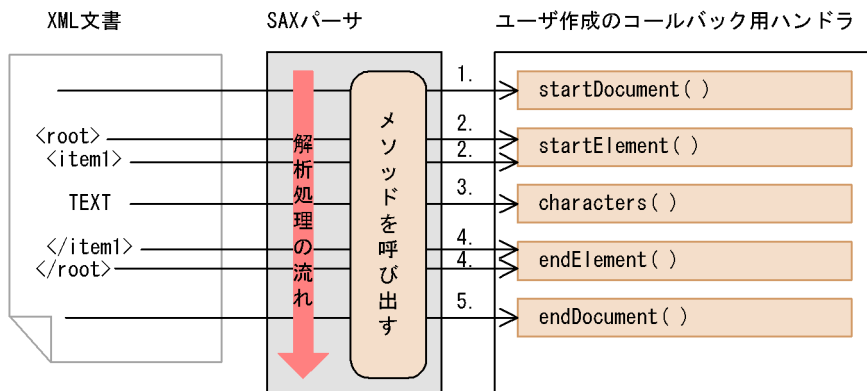 XML文書
SAXパーサ
ユーザ作成のコールバック用ハンドラ
1.
startDocument( )
<root>
2.
startElement( )
<item1>
2.
TEXT
3.
characters( )
</item1>
4.
endElement( )
</root>
4.
5.
endDocument( )
解析処理の流れ
メソッドを呼び出す